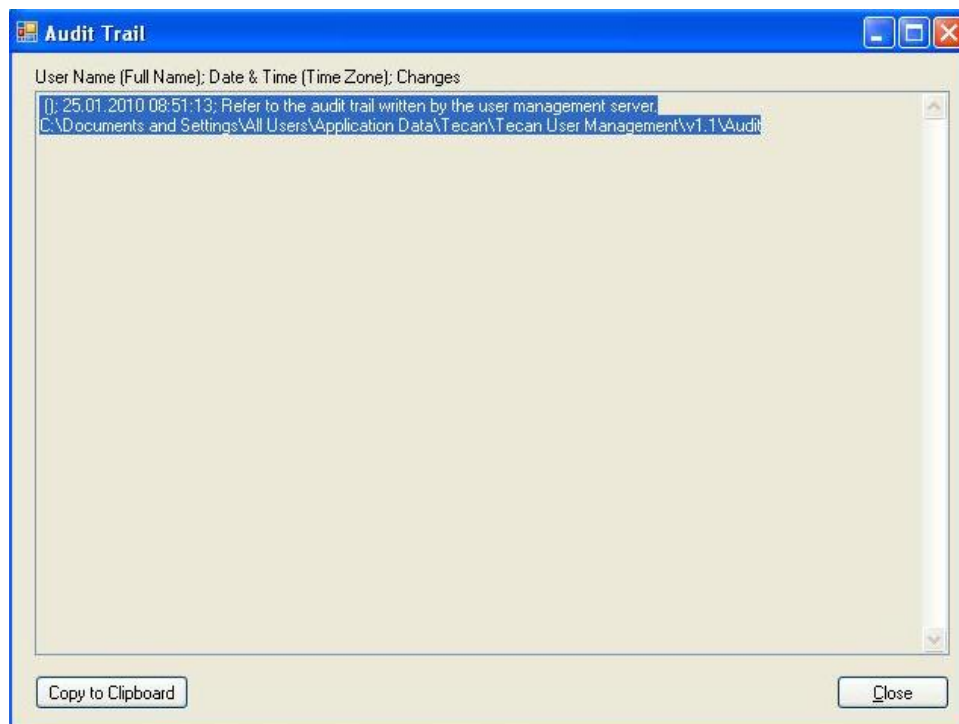 Audit Trail
User Name (Full Name); Date & Time (Time Zone); Changes
(); 25.01.2010 08:51:13; Refer to the audit trail written by the user management server.
C:\Documents and Settings\All Users\Application Data\Tecan\Tecan User Management\v1.1\Audit
Copy to Clipboard
Close